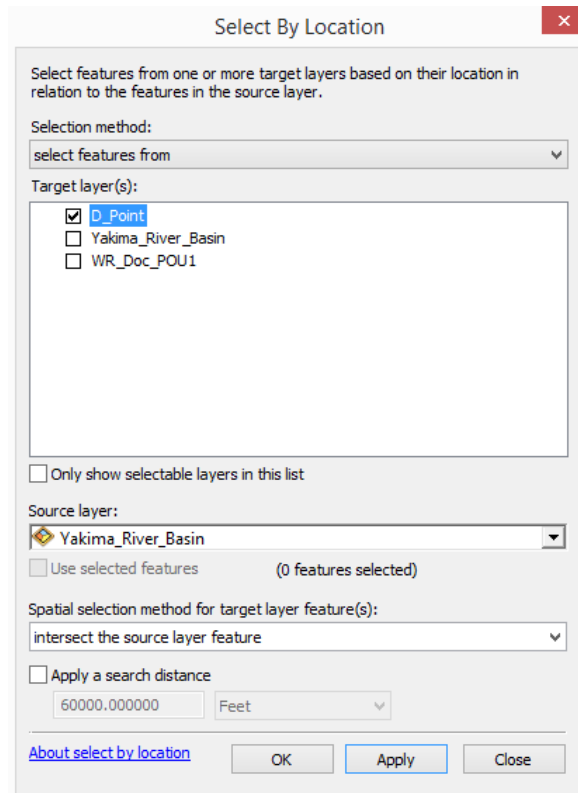 Select By Location
Select features from one or more target layers based on their location in
relation to the features in the source layer.
Selection method:
select features from
Target layer(s):
D_Point
Yakima_River_Basin
WR_Doc_POU1
Only show selectable layers in this list
Source layer:
Yakima_River_Basin
Use selected features (0 features selected)
Spatial selection method for target layer feature(s):
intersect the source layer feature
Apply a search distance
60000.000000 Feet
About select by location OK Apply Close